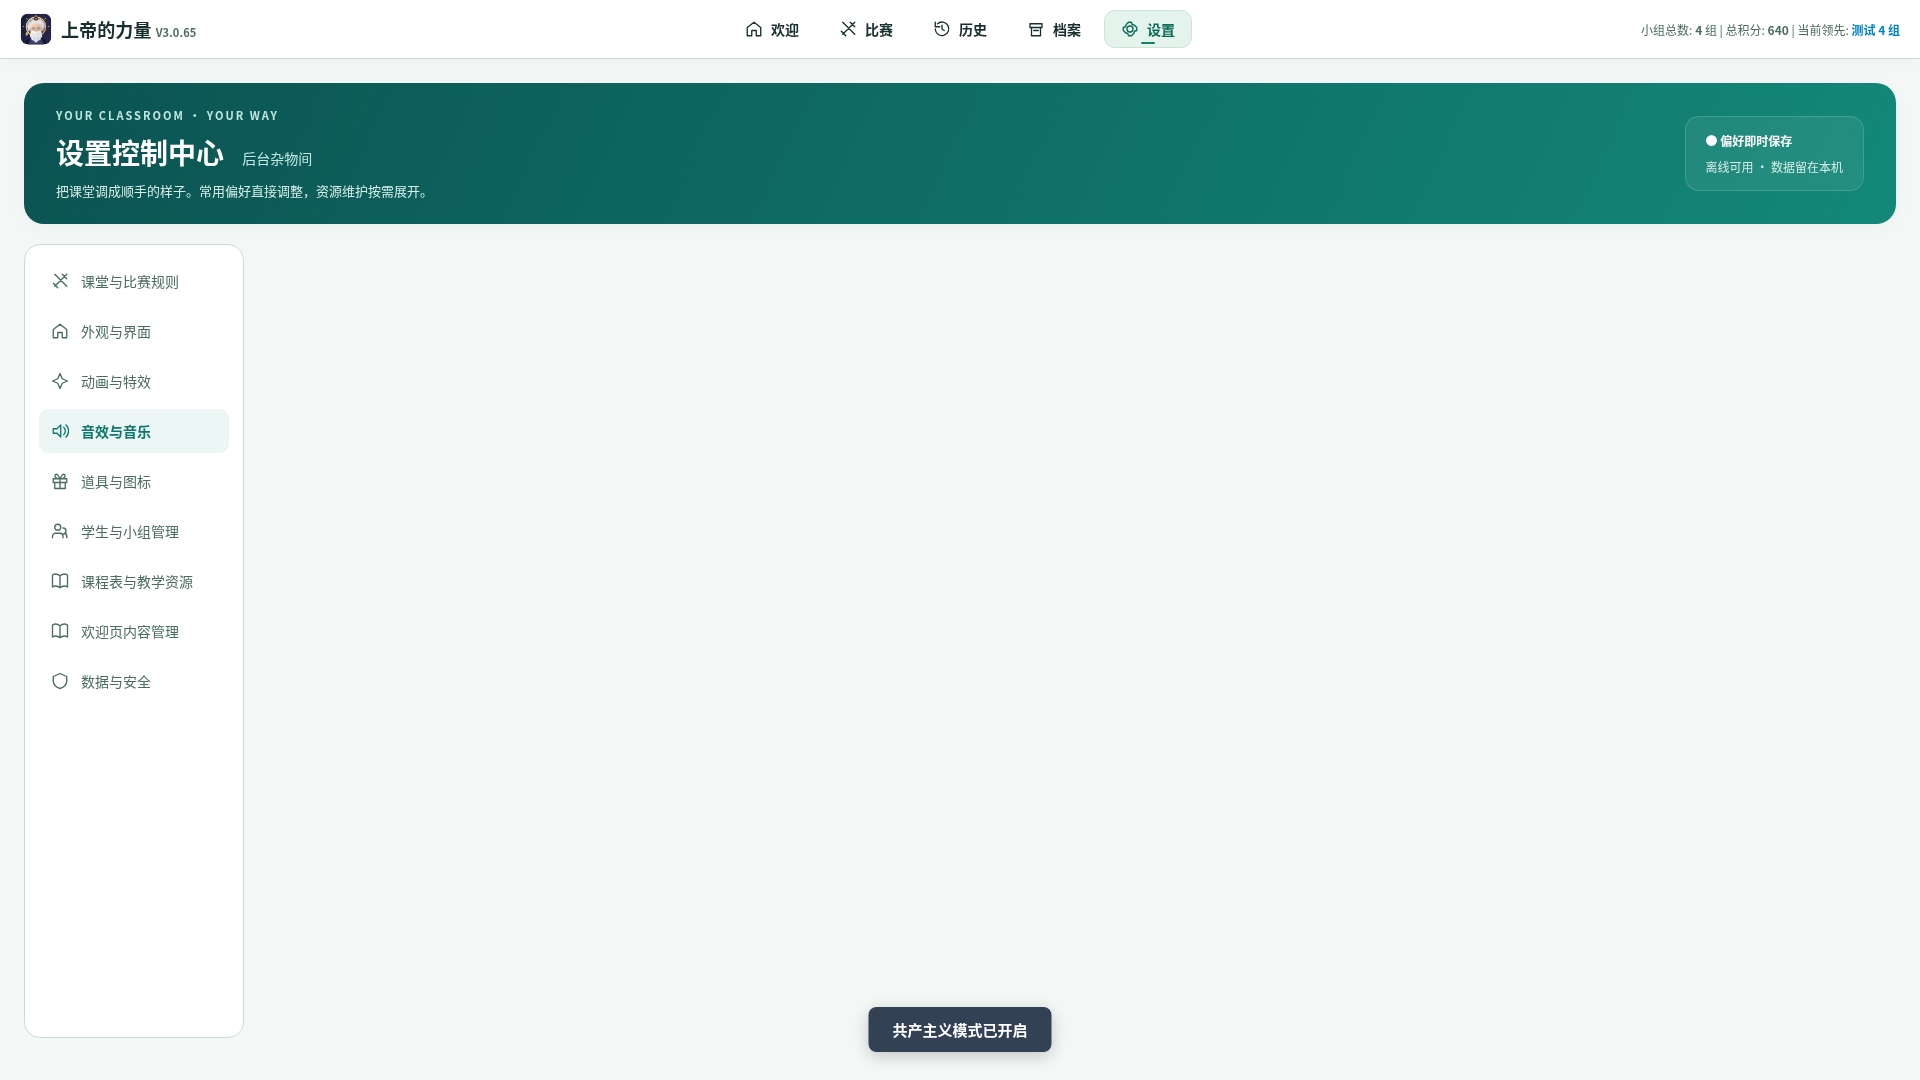 上帝的力量 V3.0.65
欢迎
比赛
历史
档案
设置
小组总数: 4 组 | 总积分: 640 | 当前领先: 测试 4 组
YOUR CLASSROOM · YOUR WAY
设置控制中心 后台杂物间
把课堂调成顺手的样子。常用偏好直接调整，资源维护按需展开。
偏好即时保存
离线可用 · 数据留在本机
课堂与比赛规则
外观与界面
动画与特效
音效与音乐
道具与图标
学生与小组管理
课程表与教学资源
欢迎页内容管理
数据与安全
共产主义模式已开启